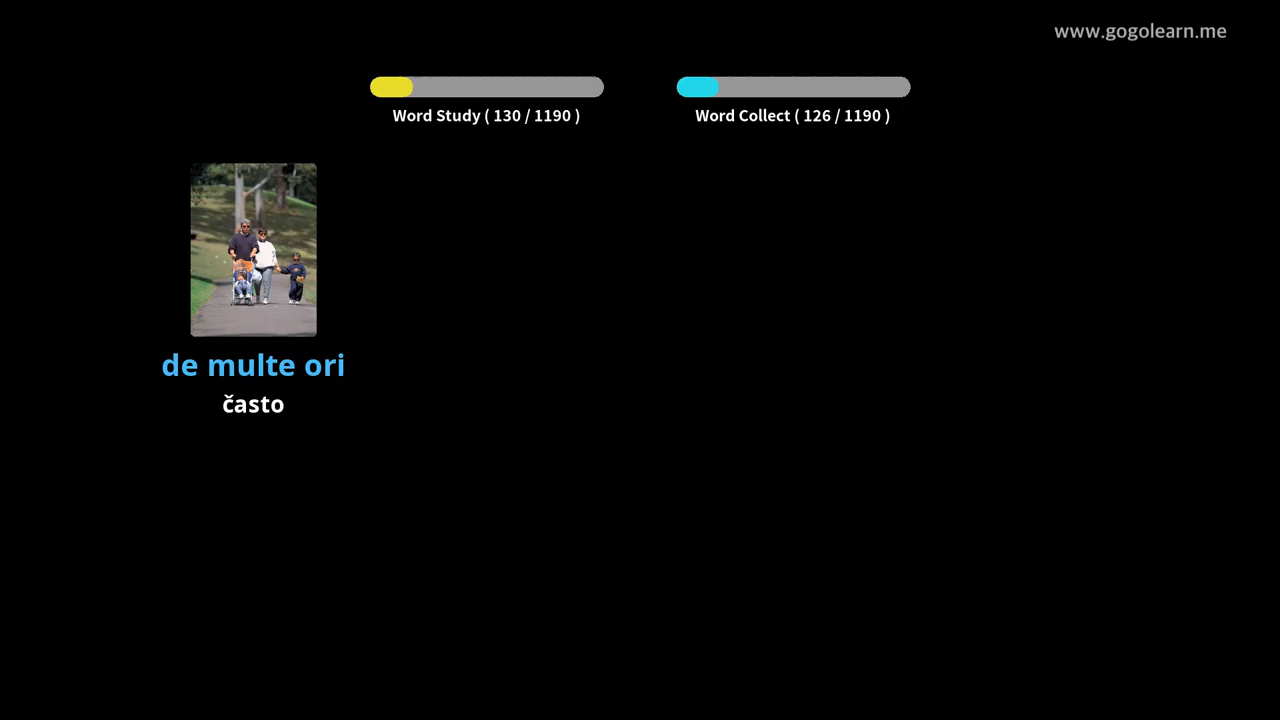 www.gogolearn.me
Word Study ( 130 / 1190 )
Word Collect ( 126 / 1190 )
de multe ori
často